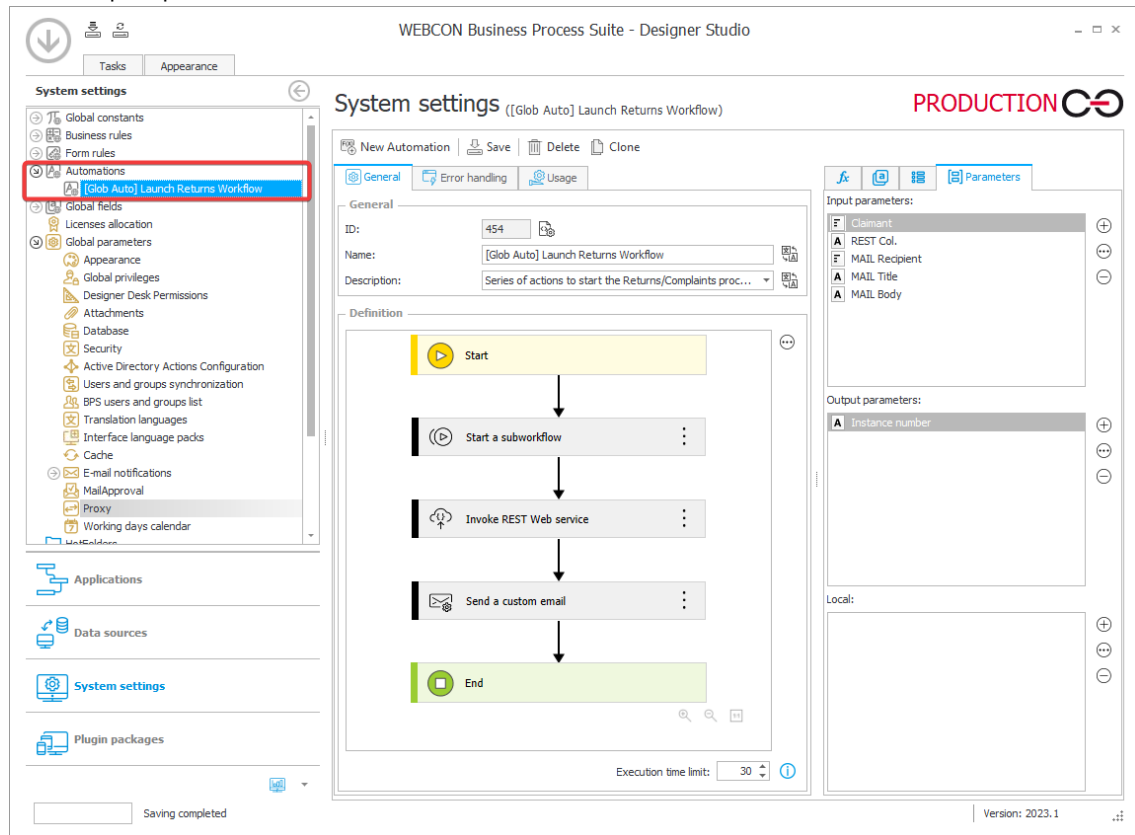 WEBCON Business Process Suite - Designer Studio
Tasks
Appearance
System settings
Global constants
Business rules
Form rules
Automations
[Glob Auto] Launch Returns Workflow
Global fields
Licenses allocation
Global parameters
Appearance
Global privileges
Designer Desk Permissions
Attachments
Database
Security
Active Directory Actions Configuration
Users and groups synchronization
BPS users and groups list
Translation languages
Interface language packs
Cache
E-mail notifications
MailApproval
Proxy
Working days calendar
HotFolders
Applications
Data sources
System settings
Plugin packages
System settings ([Glob Auto] Launch Returns Workflow)
PRODUCTION
New Automation
Save
Delete
Clone
General
Error handling
Usage
General
ID:
454
Name:
[Glob Auto] Launch Returns Workflow
Description:
Series of actions to start the Returns/Complaints proc...
Definition
Start
Start a subworkflow
Invoke REST Web service
Send a custom email
End
Execution time limit:
30
Parameters
Input parameters:
Claimant
A REST Col.
MAIL Recipient
A MAIL Title
A MAIL Body
Output parameters:
A Instance number
Local:
Saving completed
Version: 2023.1